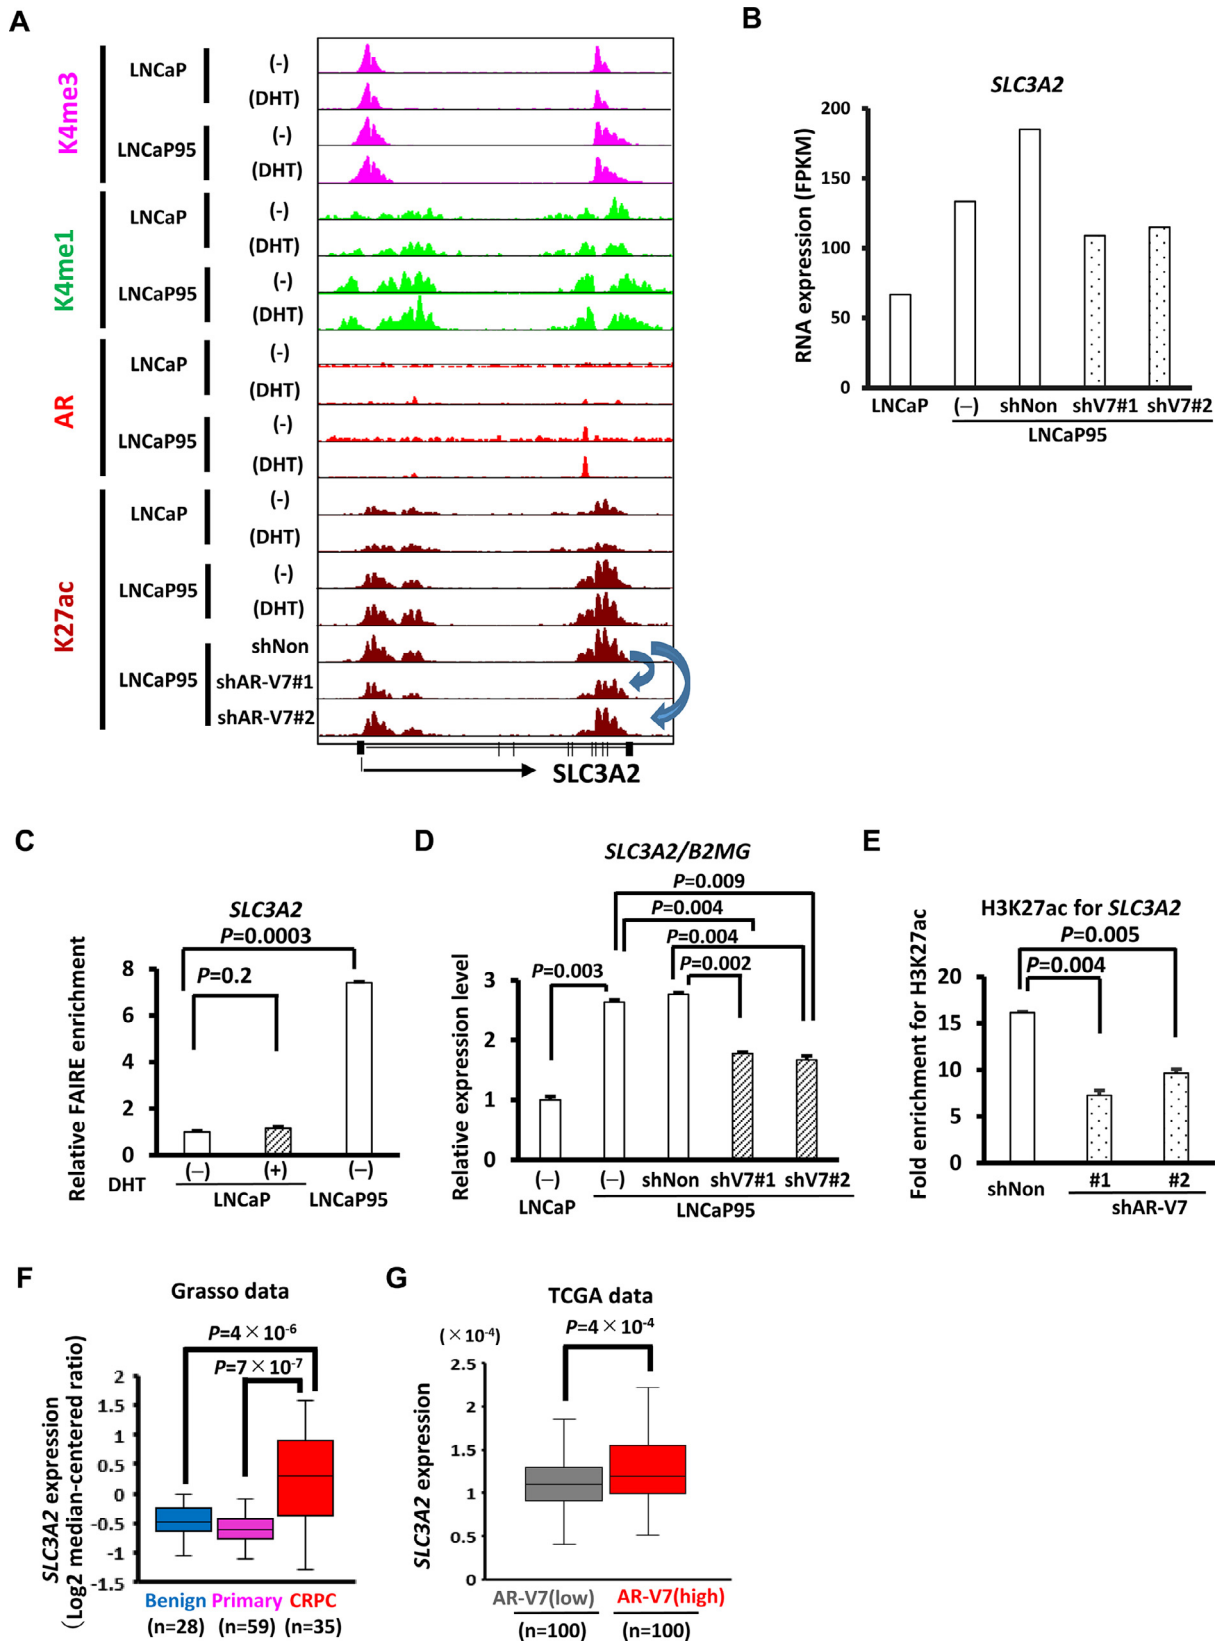 A
K4me3
LNCaP
(-)
(DHT)
LNCaP95
(-)
(DHT)
K4me1
LNCaP
(-)
(DHT)
LNCaP95
(-)
(DHT)
AR
LNCaP
(-)
(DHT)
LNCaP95
(-)
(DHT)
K27ac
LNCaP
(-)
(DHT)
LNCaP95
(-)
(DHT)
LNCaP95
shNon
shAR-V7#1
shAR-V7#2
SLC3A2
B
SLC3A2
RNA expression (FPKM)
200
150
100
50
0
LNCaP (−) shNon shV7#1 shV7#2
LNCaP95
C
SLC3A2
P=0.0003
P=0.2
Relative FAIRE enrichment
8
6
4
2
0
DHT (−) (+) (−)
LNCaP LNCaP95
D
SLC3A2/B2MG
P=0.009
P=0.004
P=0.004
P=0.003 P=0.002
Relative expression level
3
2
1
0
(−) (−) shNon shV7#1 shV7#2
LNCaP LNCaP95
E
H3K27ac for SLC3A2
P=0.005
P=0.004
Fold enrichment for H3K27ac
20
15
10
5
0
shNon #1 #2
shAR-V7
F
Grasso data
P=4×10-6
P=7×10-7
SLC3A2 expression
(Log2 median-centered ratio)
2
1.5
1
0.5
0
-0.5
-1
-1.5
Benign Primary CRPC
(n=28) (n=59) (n=35)
G
TCGA data
(×10-4)
P=4×10-4
SLC3A2 expression
2.5
2
1.5
1
0.5
0
AR-V7(low) AR-V7(high)
(n=100) (n=100)